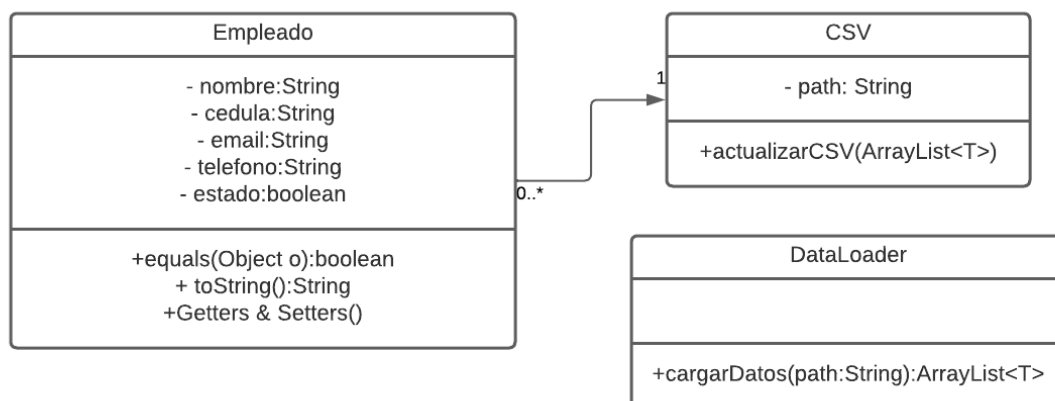 Empleado
- nombre:String
- cedula:String
- email:String
- telefono:String
- estado:boolean
+equals(Object o):boolean
+ toString():String
+Getters & Setters()
0..*
1
CSV
- path: String
+actualizarCSV(ArrayList<T>)
DataLoader
+cargarDatos(path:String):ArrayList<T>